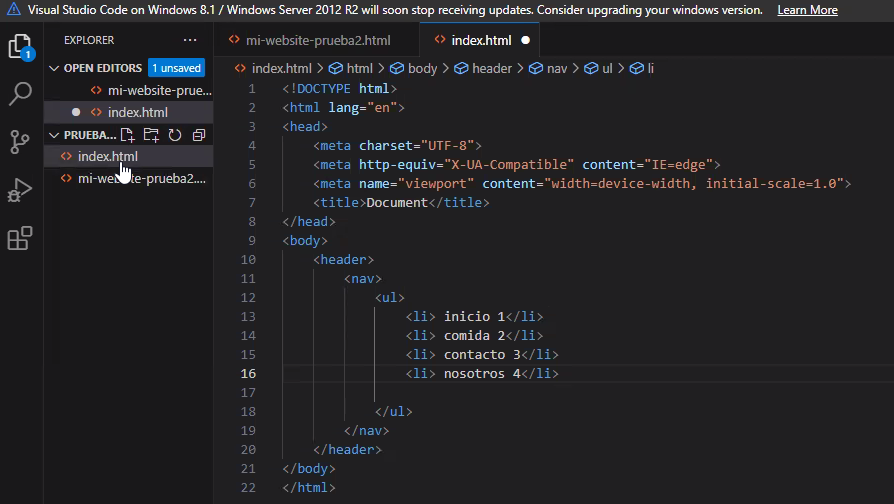 Visual Studio Code on Windows 8.1 / Windows Server 2012 R2 will soon stop receiving updates. Consider upgrading your windows version. Learn More
EXPLORER ···
OPEN EDITORS 1 unsaved
mi-website-prue...
index.html
PRUEBA...
index.html
mi-website-prueba2....
1
mi-website-prueba2.html index.html
index.html > html > body > header > nav > ul > li
1 <!DOCTYPE html>
2 <html lang="en">
3 <head>
4 <meta charset="UTF-8">
5 <meta http-equiv="X-UA-Compatible" content="IE=edge">
6 <meta name="viewport" content="width=device-width, initial-scale=1.0">
7 <title>Document</title>
8 </head>
9 <body>
10 <header>
11 <nav>
12 <ul>
13 <li> inicio 1</li>
14 <li> comida 2</li>
15 <li> contacto 3</li>
16 <li> nosotros 4</li>
17
18 </ul>
19 </nav>
20 </header>
21 </body>
22 </html>